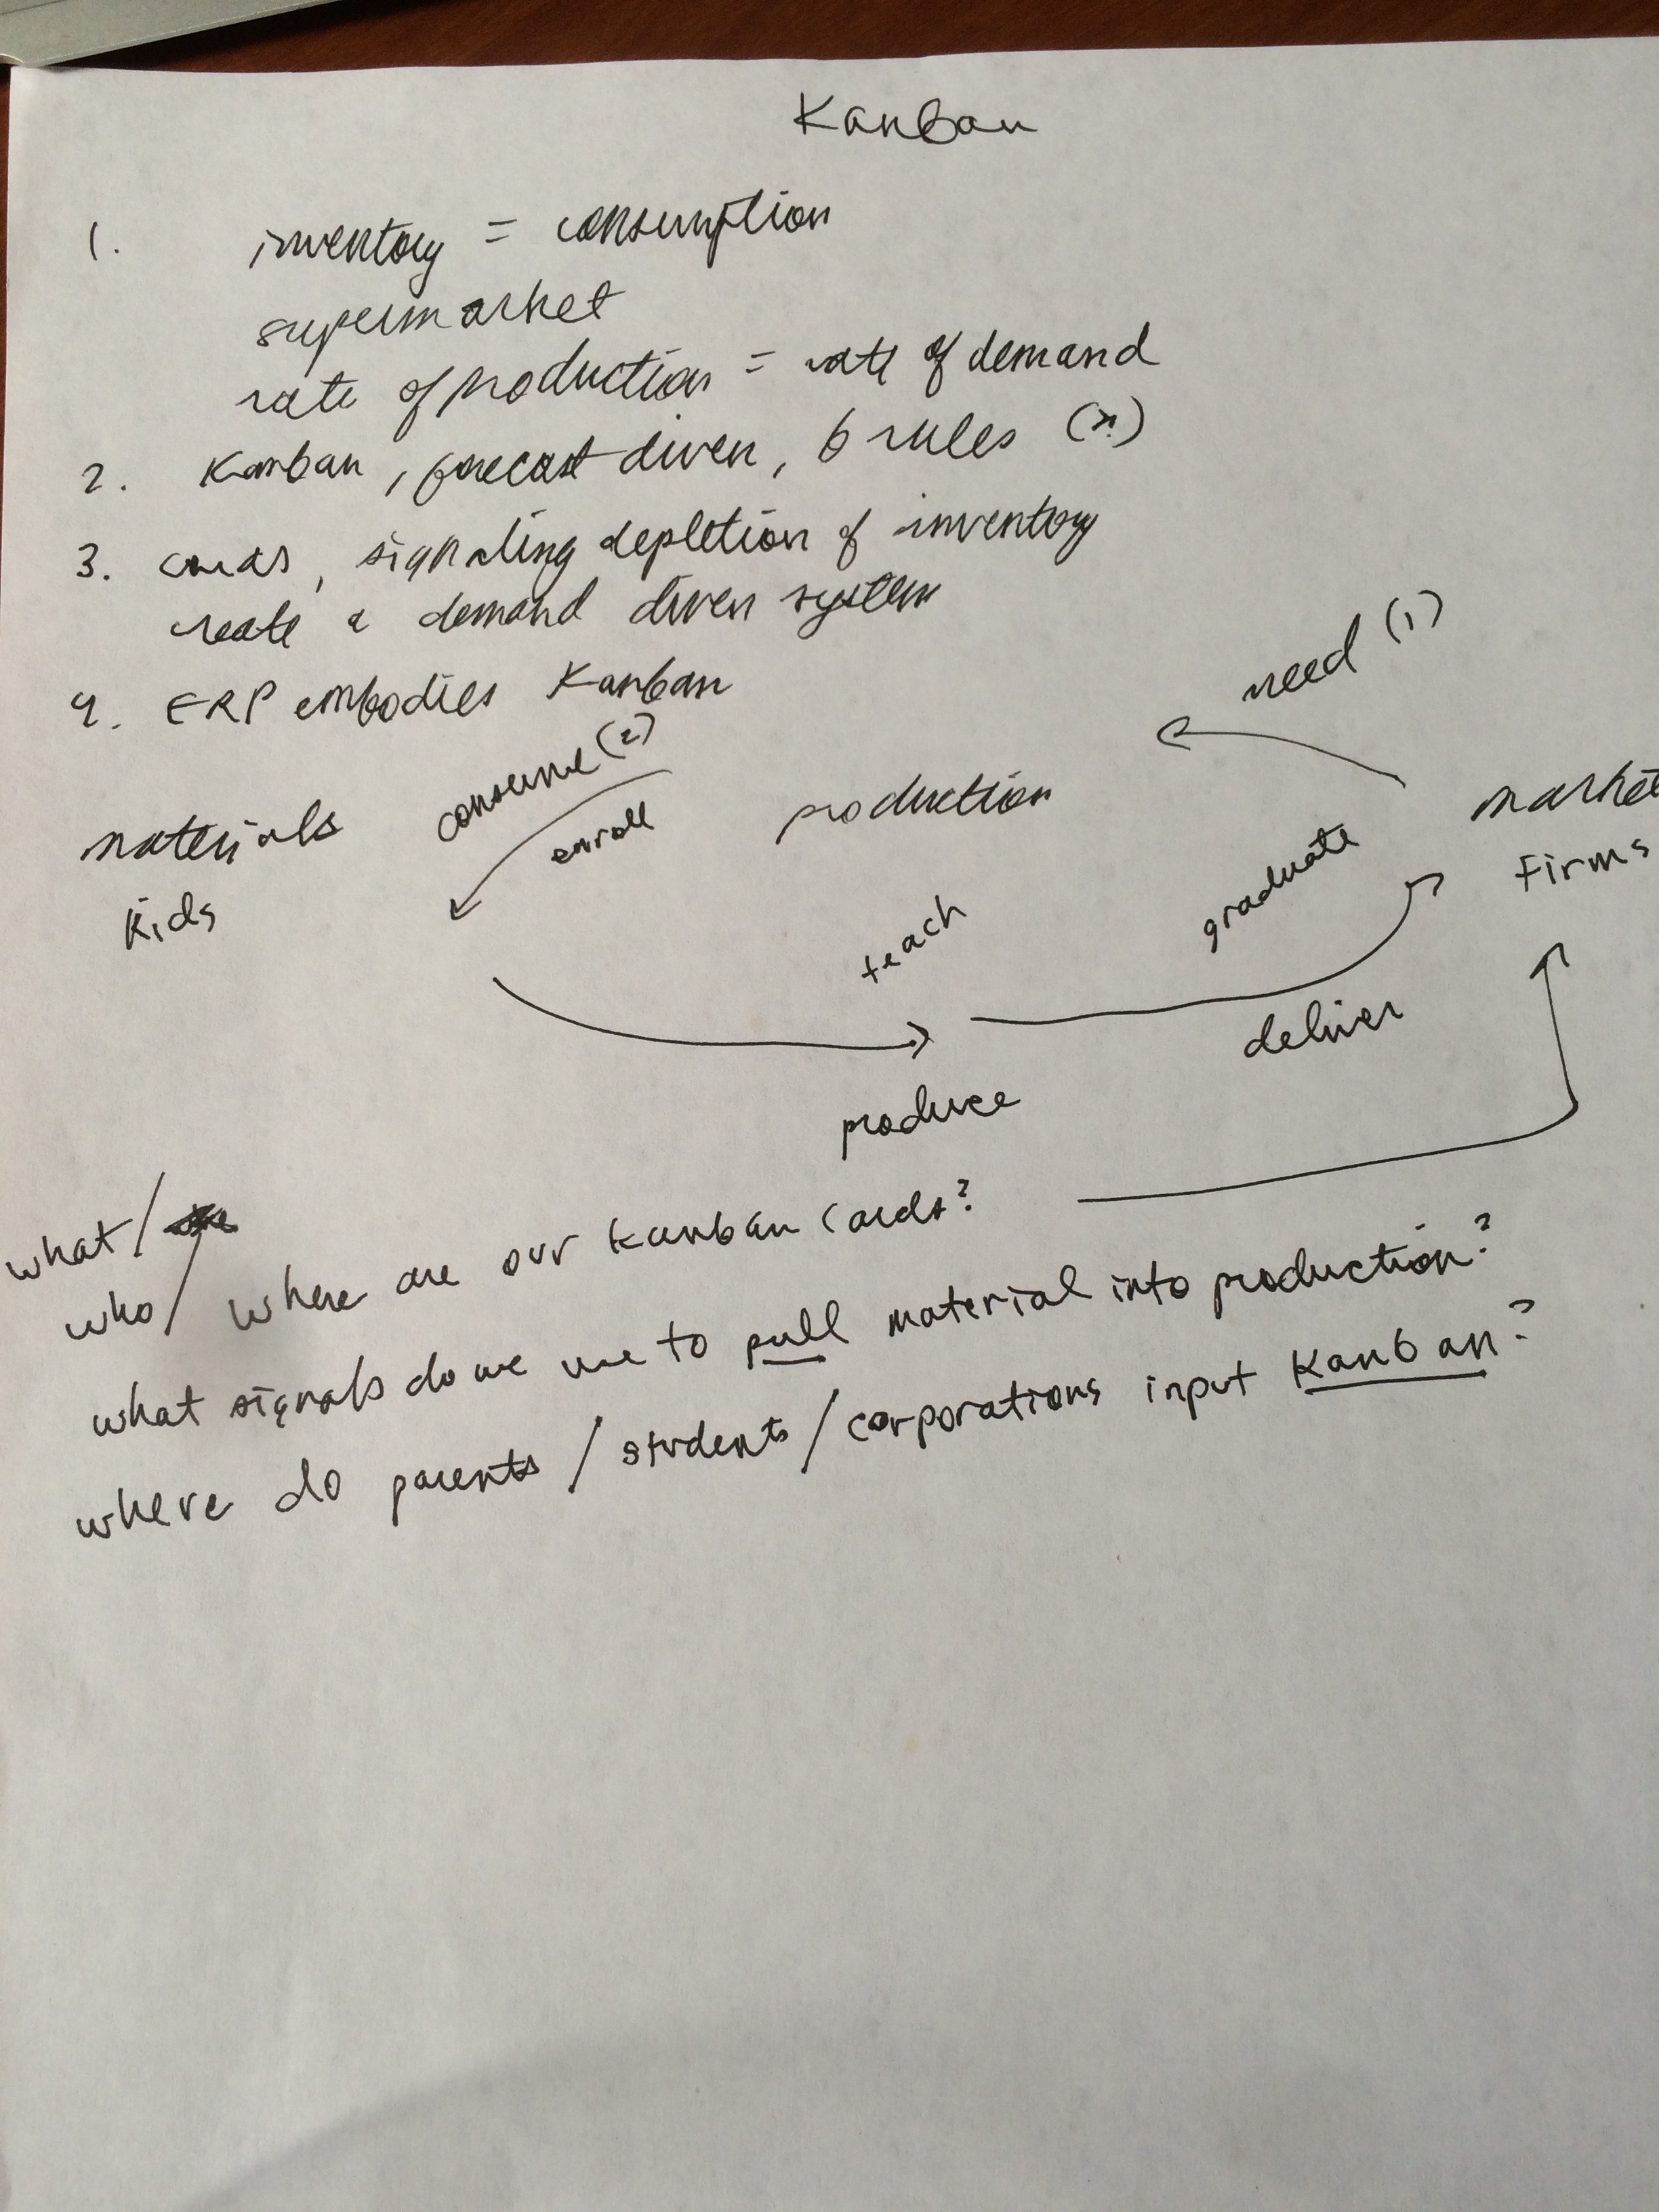 Kanban
1. inventory = consumption
supermarket
rate of production = rate of demand
2. Kanban, forecast driven, 6 rules
3. cards, signaling depletion of inventory
create a demand driven system
4. ERP embodies Kanban
need (1)
consume (2)
enroll
materials
production
market
Kids
Firms
teach
graduate
deliver
produce
what/
who/ where are our Kanban Cards?
what signals do we use to pull material into production?
where do parents / students / corporations input Kanban?